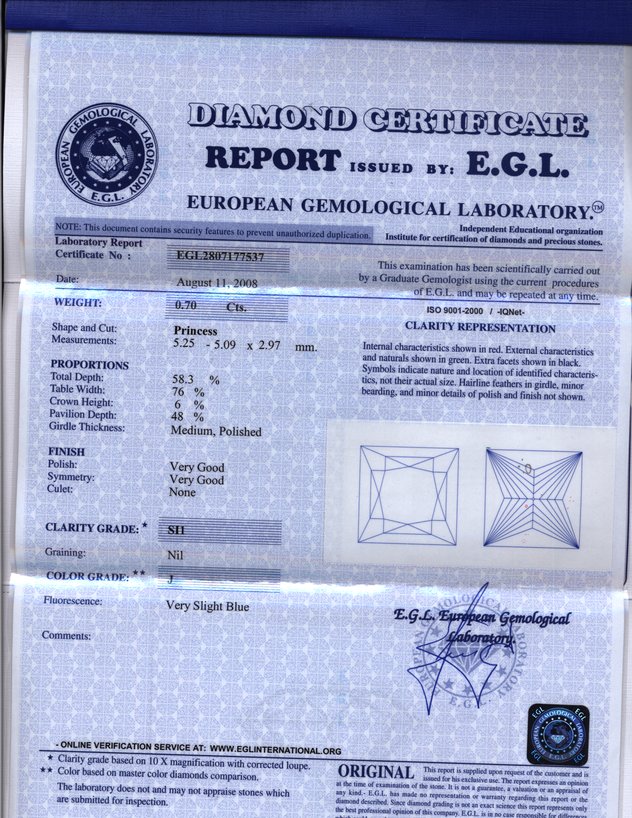 EUROPEAN GEMOLOGICAL LABORATORY
E.G.L.
DIAMOND CERTIFICATE
REPORT ISSUED BY: E.G.L.
EUROPEAN GEMOLOGICAL LABORATORY.™
NOTE: This document contains security features to prevent unauthorized duplication.
Independent Educational organization
Institute for certification of diamonds and precious stones.
Laboratory Report
Certificate No : EGL2807177537
Date: August 11, 2008
This examination has been scientifically carried out
by a Graduate Gemologist using the current procedures
of E.G.L. and may be repeated at any time.
WEIGHT: 0.70 Cts.
ISO 9001-2000 / -IQNet-
Shape and Cut: Princess
Measurements: 5.25 - 5.09 x 2.97 mm.
CLARITY REPRESENTATION
Internal characteristics shown in red. External characteristics
and naturals shown in green. Extra facets shown in black.
Symbols indicate nature and location of identified characteris-
tics, not their actual size. Hairline feathers in girdle, minor
bearding, and minor details of polish and finish not shown.
PROPORTIONS
Total Depth: 58.3 %
Table Width: 76 %
Crown Height: 6 %
Pavilion Depth: 48 %
Girdle Thickness: Medium, Polished
FINISH
Polish: Very Good
Symmetry: Very Good
Culet: None
CLARITY GRADE: * SI1
Graining: Nil
COLOR GRADE: ** J
Fluorescence: Very Slight Blue
Comments:
E.G.L. European Gemological
Laboratory.
- ONLINE VERIFICATION SERVICE AT: WWW.EGLINTERNATIONAL.ORG
* Clarity grade based on 10 X magnification with corrected loupe.
** Color based on master color diamonds comparison.
The laboratory does not and may not appraise stones which
are submitted for inspection.
EGL
EGL
EUROPEAN GEMOLOGICAL LABORATORY
ORIGINAL This report is supplied upon request of the customer and is
issued for his exclusive use. The report expresses an opinion
at the time of examination of the stone. It is not a guarantee, a valuation or an appraisal of
any kind.- E.G.L. has made no representation or warranty regarding this report or the
diamond described. Since diamond grading is not an exact science this report represents only
the best professional opinion of this company. E.G.L. is in no case responsible for differences